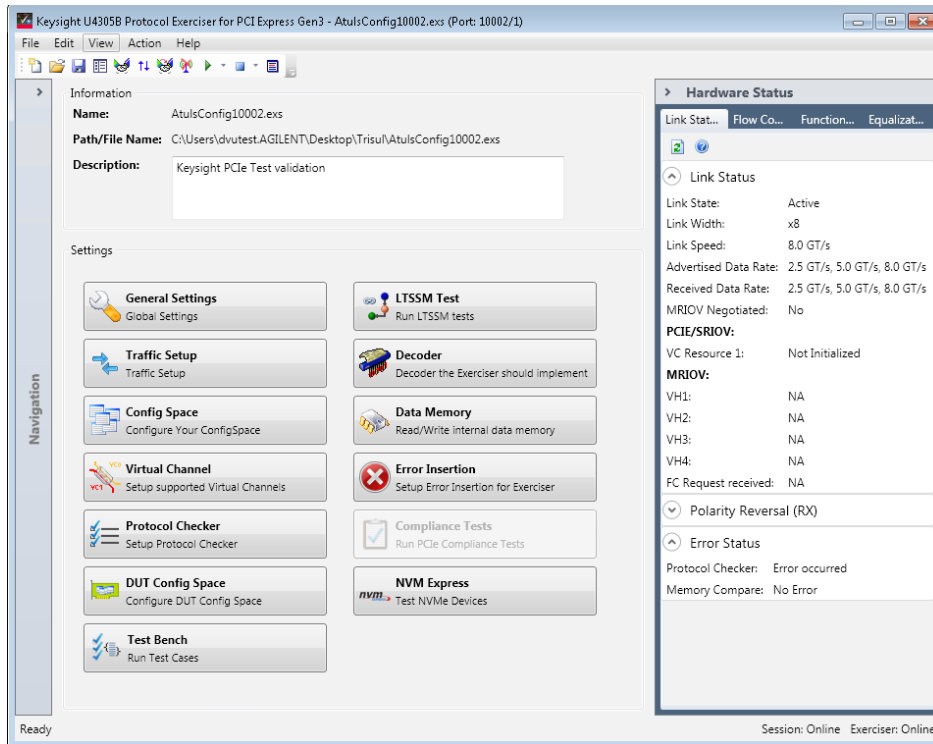 Keysight U4305B Protocol Exerciser for PCI Express Gen3 - AtulsConfig10002.exs (Port: 10002/1)
File Edit View Action Help
Information
Name: AtulsConfig10002.exs
Path/File Name: C:\Users\dvutest.AGILENT\Desktop\Trisul\AtulsConfig10002.exs
Description: Keysight PCIe Test validation
Settings
General Settings
Global Settings
LTSSM Test
Run LTSSM tests
Traffic Setup
Traffic Setup
Decoder
Decoder the Exerciser should implement
Config Space
Configure Your ConfigSpace
Data Memory
Read/Write internal data memory
VC0
VC1
Virtual Channel
Setup supported Virtual Channels
Error Insertion
Setup Error Insertion for Exerciser
Protocol Checker
Setup Protocol Checker
Compliance Tests
Run PCIe Compliance Tests
DUT Config Space
Configure DUT Config Space
nvm
NVM Express
Test NVMe Devices
Test Bench
Run Test Cases
Navigation
Hardware Status
Link Stat... Flow Co... Function... Equalizat...
Link Status
Link State: Active
Link Width: x8
Link Speed: 8.0 GT/s
Advertised Data Rate: 2.5 GT/s, 5.0 GT/s, 8.0 GT/s
Received Data Rate: 2.5 GT/s, 5.0 GT/s, 8.0 GT/s
MRIOV Negotiated: No
PCIE/SRIOV:
VC Resource 1: Not Initialized
MRIOV:
VH1: NA
VH2: NA
VH3: NA
VH4: NA
FC Request received: NA
Polarity Reversal (RX)
Error Status
Protocol Checker: Error occurred
Memory Compare: No Error
Ready
Session: Online Exerciser: Online